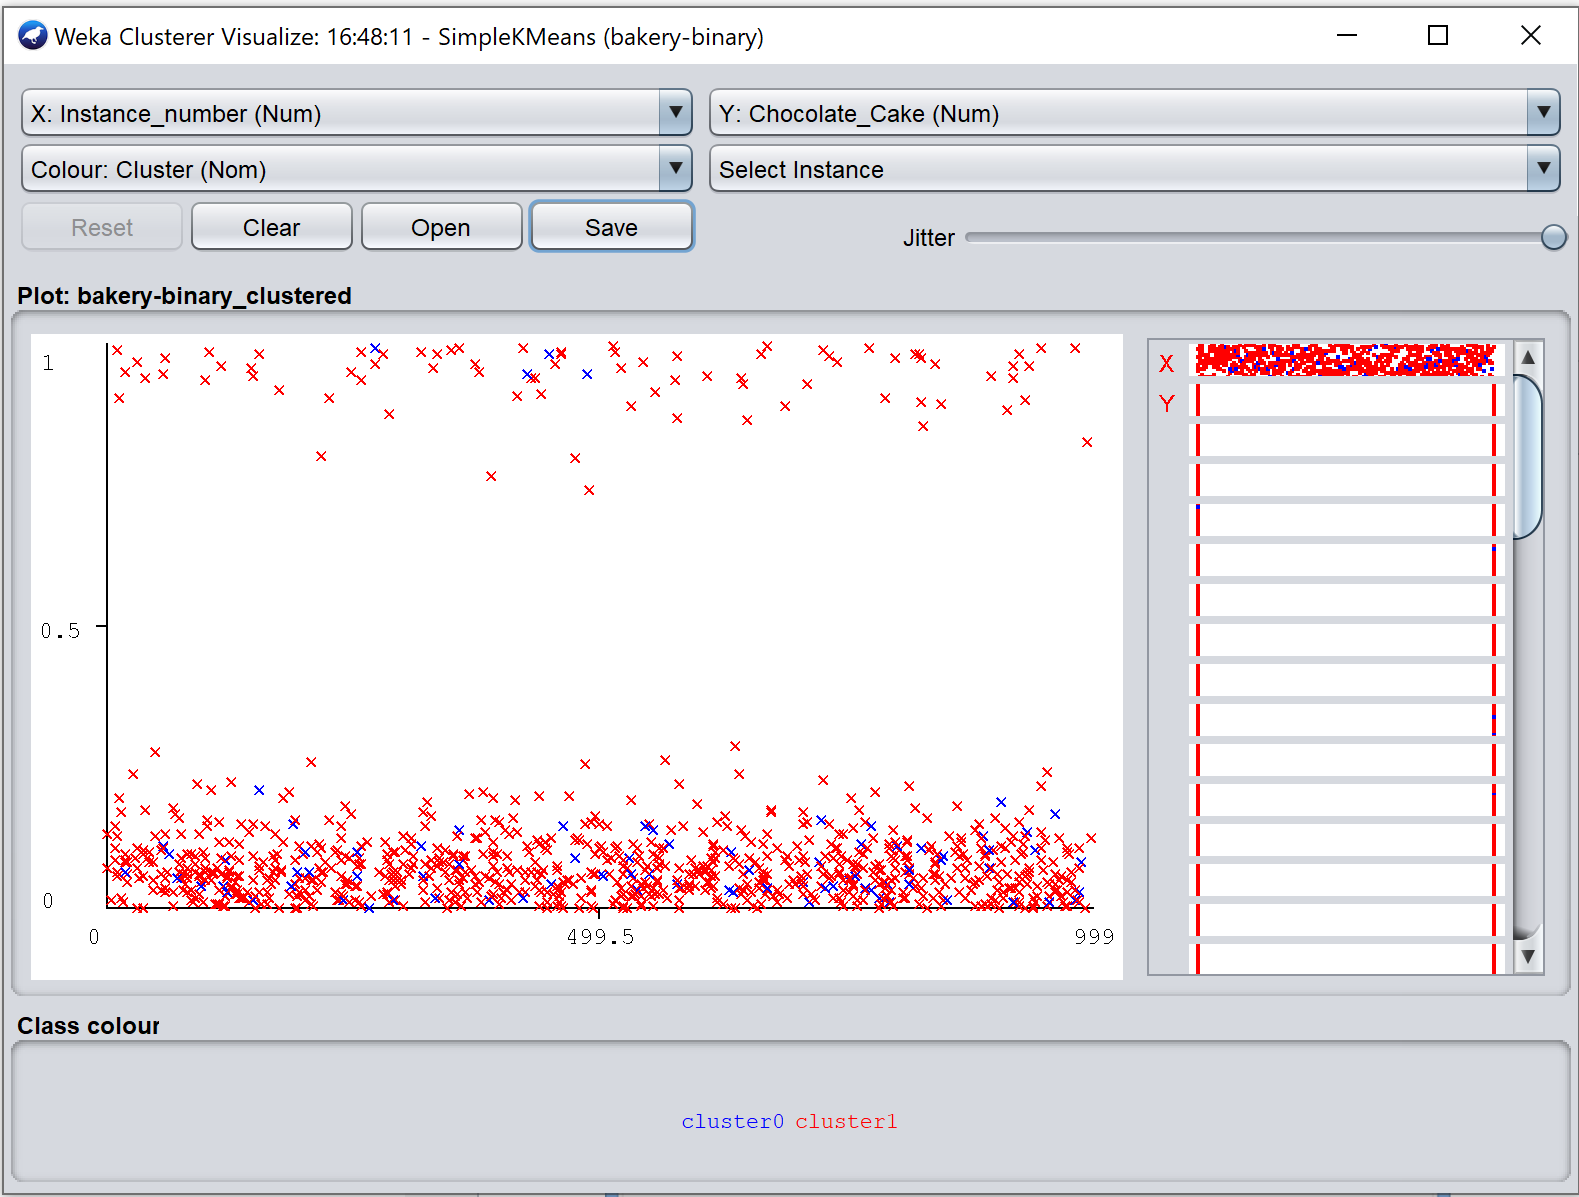 Weka Clusterer Visualize: 16:48:11 - SimpleKMeans (bakery-binary)
X: Instance_number (Num)
Y: Chocolate_Cake (Num)
Colour: Cluster (Nom)
Select Instance
Reset
Clear
Open
Save
Jitter
Plot: bakery-binary_clustered
1
0.5
0
0
499.5
999
X
Y
Class colour
cluster0 cluster1